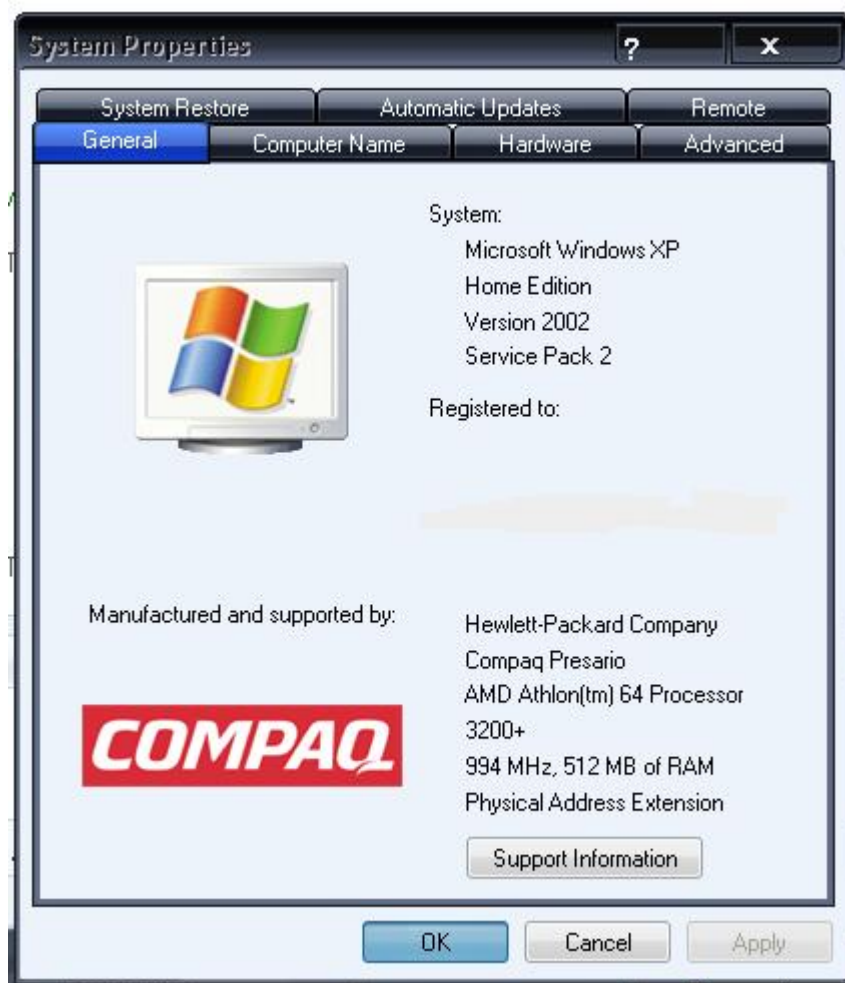 System Properties
? x
System Restore Automatic Updates Remote
General Computer Name Hardware Advanced
System:
Microsoft Windows XP
Home Edition
Version 2002
Service Pack 2
Registered to:
Manufactured and supported by:
Hewlett-Packard Company
Compaq Presario
AMD Athlon(tm) 64 Processor
3200+
994 MHz, 512 MB of RAM
Physical Address Extension
COMPAQ
Support Information
OK Cancel Apply